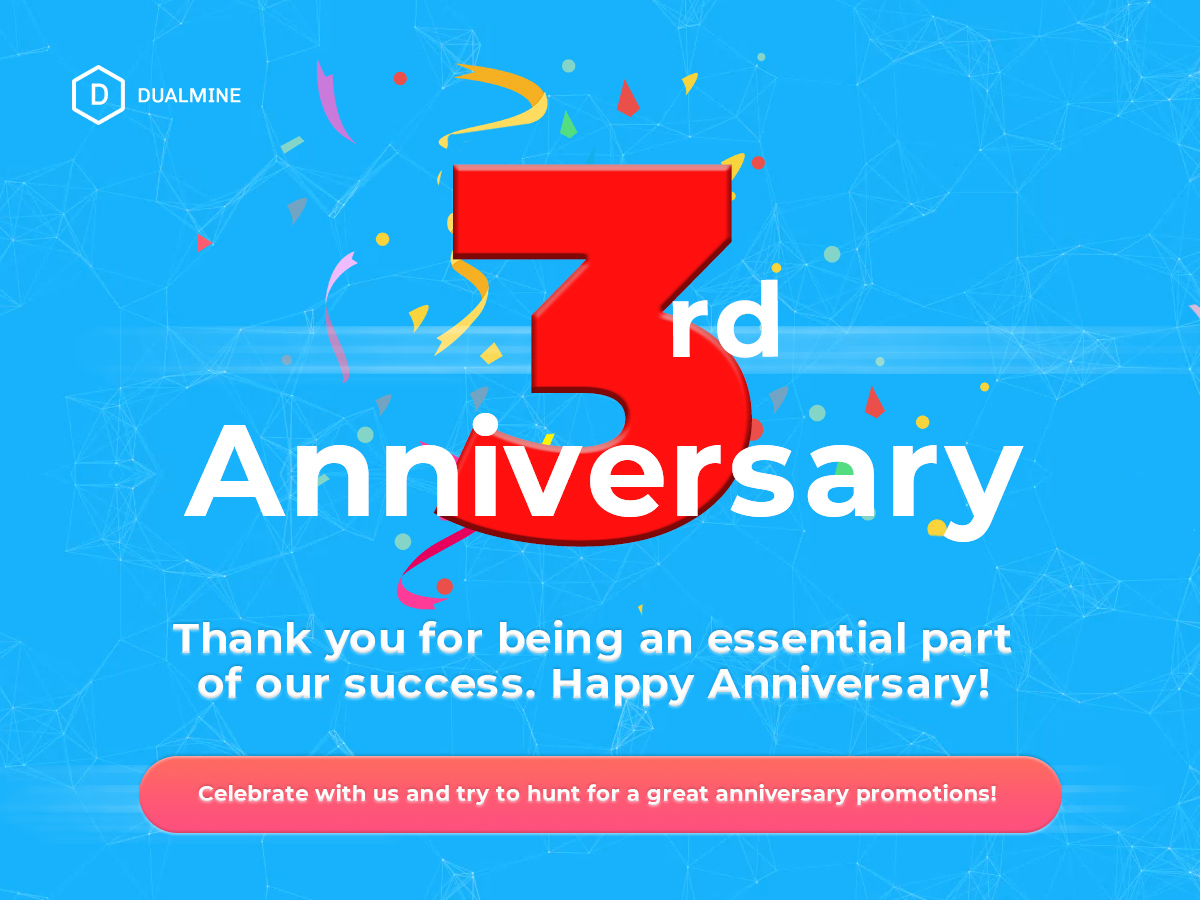 D DUALMINE
3rd
Anniversary
Thank you for being an essential part
of our success. Happy Anniversary!
Celebrate with us and try to hunt for a great anniversary promotions!